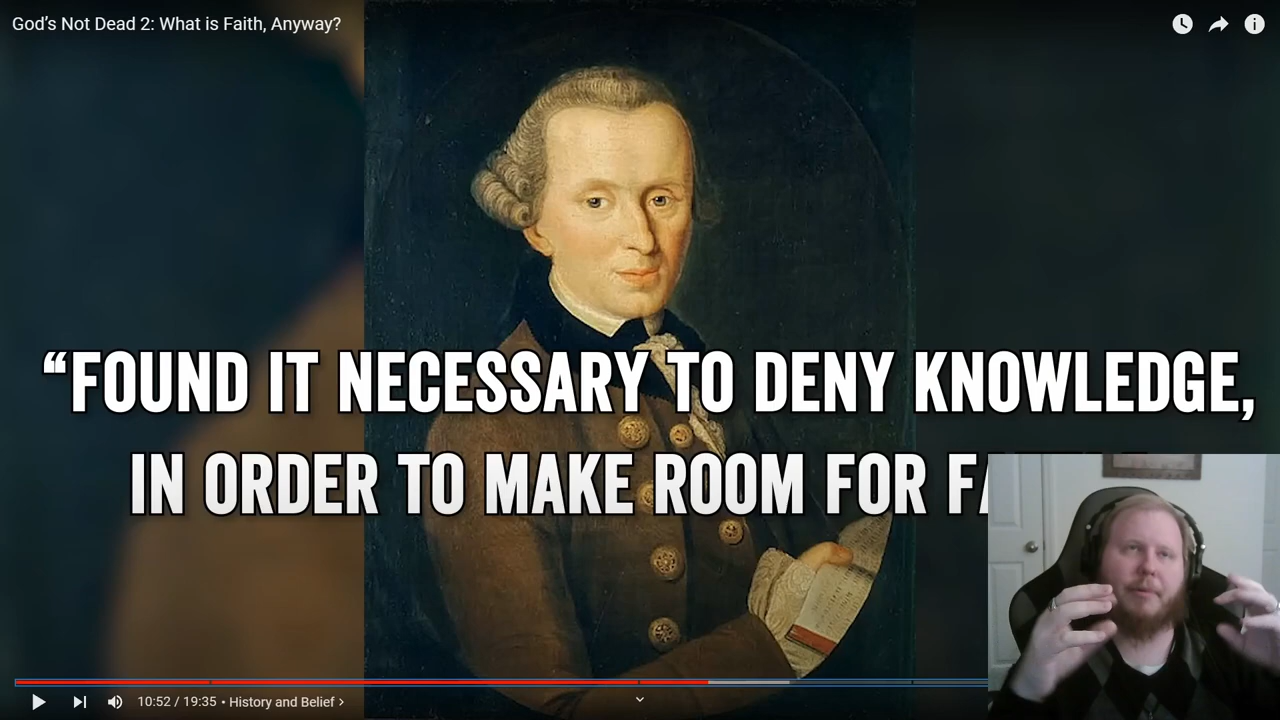 God’s Not Dead 2: What is Faith, Anyway?
“FOUND IT NECESSARY TO DENY KNOWLEDGE,
IN ORDER TO MAKE ROOM FOR
10:52 / 19:35 • History and Belief ›